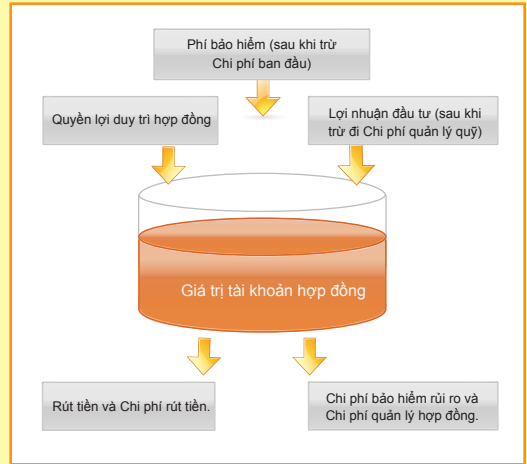 Phí bảo hiểm (sau khi trừ
Chi phí ban đầu)
Quyền lợi duy trì hợp đồng
Lợi nhuận đầu tư (sau khi
trừ đi Chi phí quản lý quỹ)
Giá trị tài khoản hợp đồng
Rút tiền và Chi phí rút tiền.
Chi phí bảo hiểm rủi ro và
Chi phí quản lý hợp đồng.